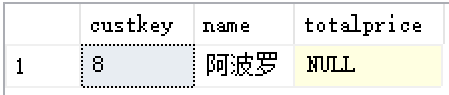 custkey name totalprice
1 8 阿波罗 NULL